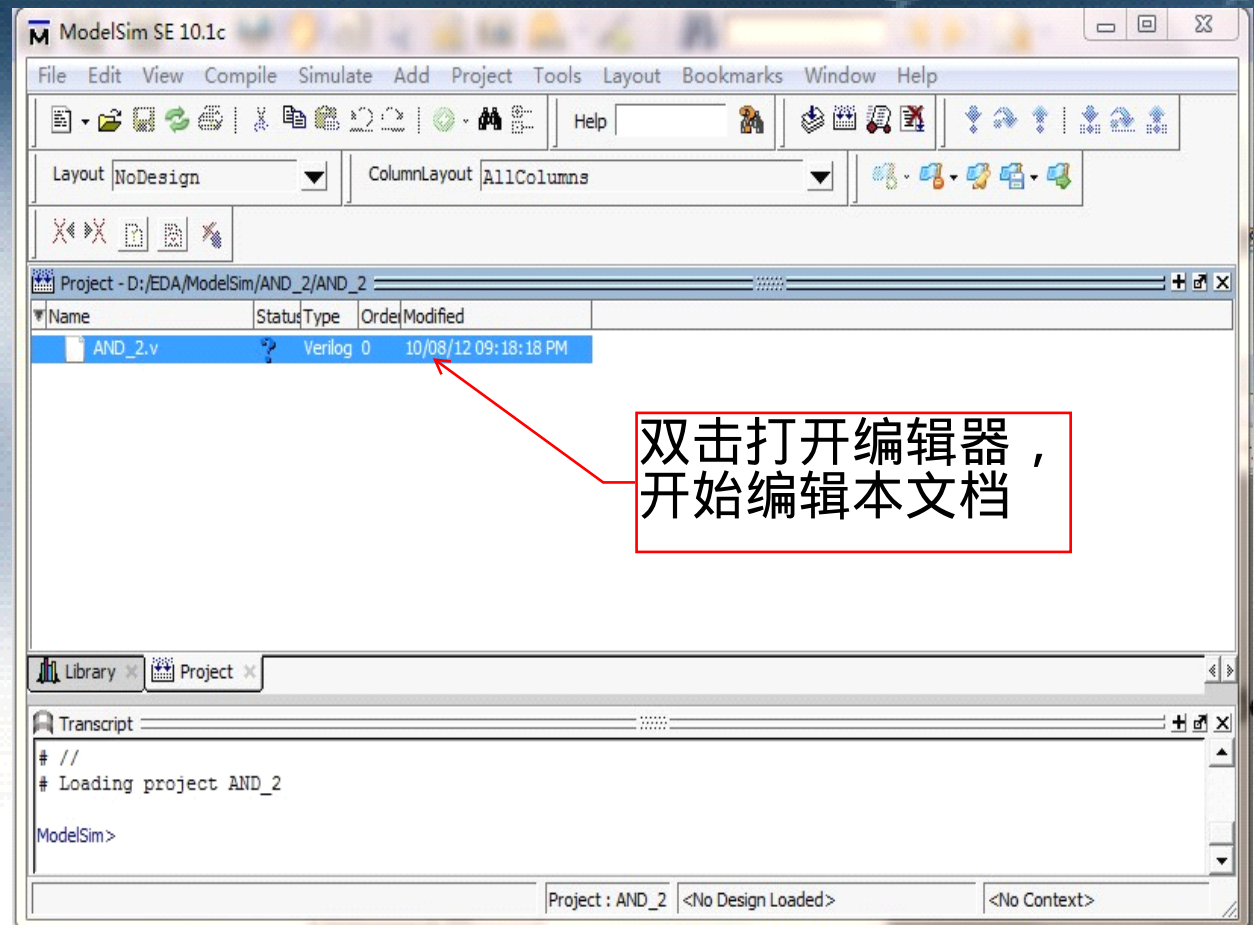 ModelSim SE 10.1c
File Edit View Compile Simulate Add Project Tools Layout Bookmarks Window Help
Help
Layout NoDesign ColumnLayout AllColumns
Project - D:/EDA/ModelSim/AND_2/AND_2
Name Status Type Order Modified
AND_2.v Verilog 0 10/08/12 09:18:18 PM
双击打开编辑器，
开始编辑本文档
Library Project
Transcript
# //
# Loading project AND_2
ModelSim>
Project : AND_2 <No Design Loaded> <No Context>